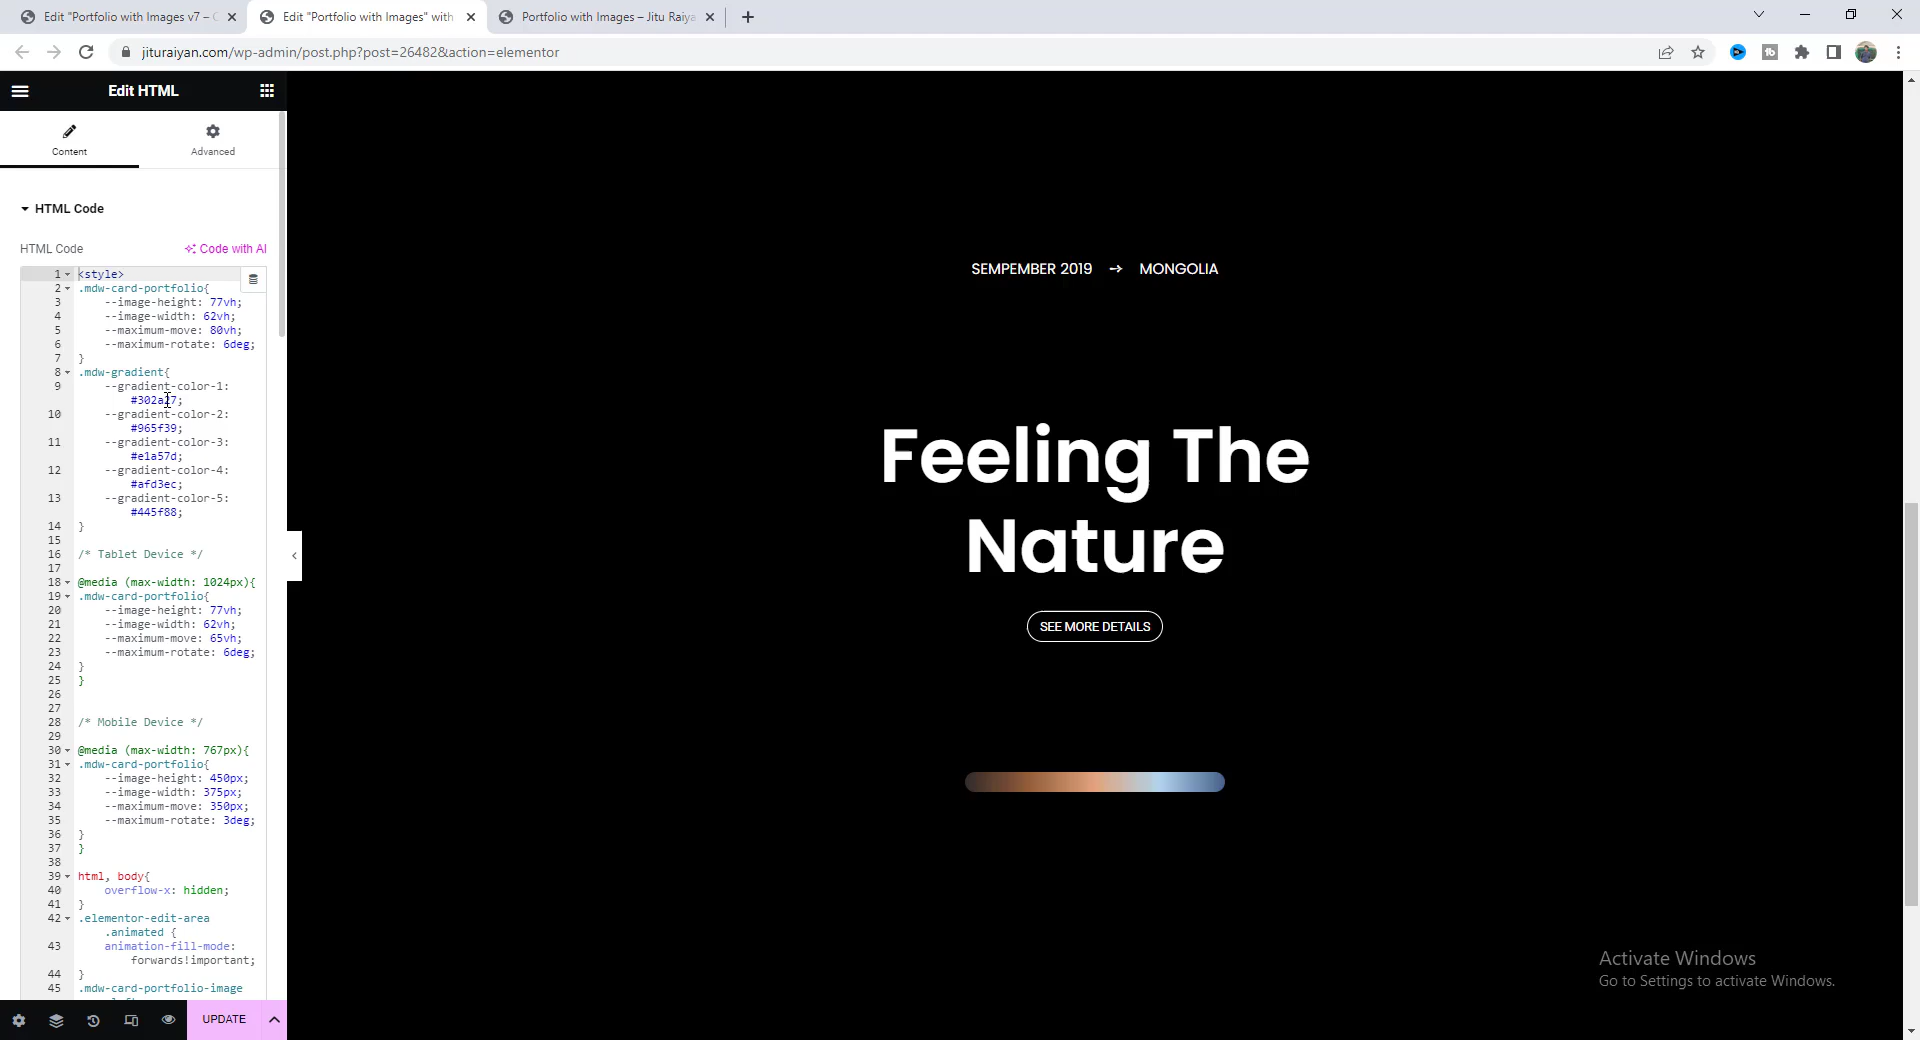 Edit "Portfolio with Images v7 – C
Edit "Portfolio with Images" with
Portfolio with Images – Jitu Raiya
jituraiyan.com/wp-admin/post.php?post=26482&action=elementor
Edit HTML
Content
Advanced
HTML Code
HTML Code
Code with AI
1 <style>
2 .mdw-card-portfolio{
3 --image-height: 77vh;
4 --image-width: 62vh;
5 --maximum-move: 80vh;
6 --maximum-rotate: 6deg;
7 }
8 .mdw-gradient{
9 --gradient-color-1:
#302a27;
10 --gradient-color-2:
#965f39;
11 --gradient-color-3:
#e1a57d;
12 --gradient-color-4:
#afd3ec;
13 --gradient-color-5:
#445f88;
14 }
15
16 /* Tablet Device */
17
18 @media (max-width: 1024px){
19 .mdw-card-portfolio{
20 --image-height: 77vh;
21 --image-width: 62vh;
22 --maximum-move: 65vh;
23 --maximum-rotate: 6deg;
24 }
25 }
26
27
28 /* Mobile Device */
29
30 @media (max-width: 767px){
31 .mdw-card-portfolio{
32 --image-height: 450px;
33 --image-width: 375px;
34 --maximum-move: 350px;
35 --maximum-rotate: 3deg;
36 }
37 }
38
39 html, body{
40 overflow-x: hidden;
41 }
42 .elementor-edit-area
.animated {
43 animation-fill-mode:
forwards!important;
44 }
45 .mdw-card-portfolio-image
UPDATE
SEMPEMBER 2019 → MONGOLIA
Feeling The
Nature
SEE MORE DETAILS
Activate Windows
Go to Settings to activate Windows.